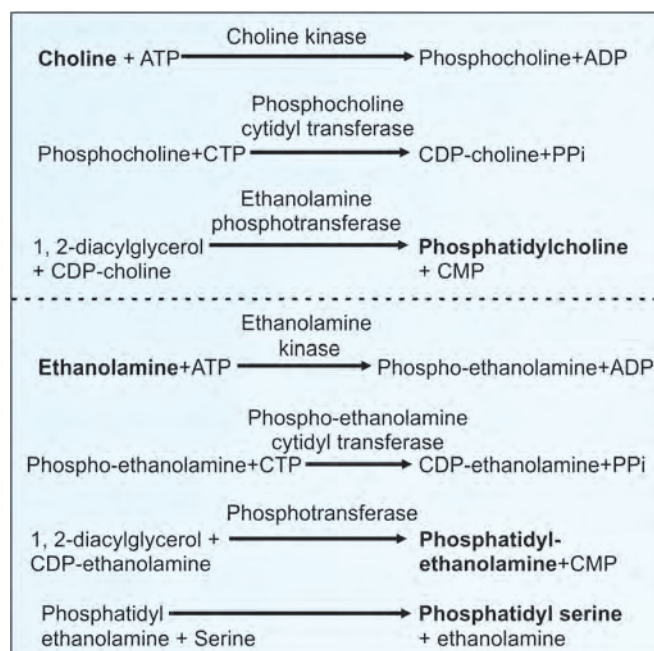 Choline kinase
Choline + ATP Phosphocholine+ADP
Phosphocholine
cytidyl transferase
Phosphocholine+CTP CDP-choline+PPi
Ethanolamine
phosphotransferase
1, 2-diacylglycerol Phosphatidylcholine
+ CDP-choline + CMP
Ethanolamine
kinase
Ethanolamine+ATP Phospho-ethanolamine+ADP
Phospho-ethanolamine
cytidyl transferase
Phospho-ethanolamine+CTP CDP-ethanolamine+PPi
Phosphotransferase
1, 2-diacylglycerol + Phosphatidyl-
CDP-ethanolamine ethanolamine+CMP
Phosphatidyl Phosphatidyl serine
ethanolamine + Serine + ethanolamine